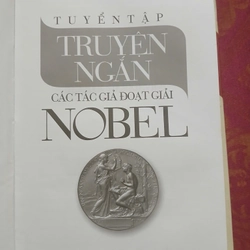 TUYỂN TẬP
TRUYỆN
NGẮN
CÁC TÁC GIẢ ĐOẠT GIẢI
NOBEL